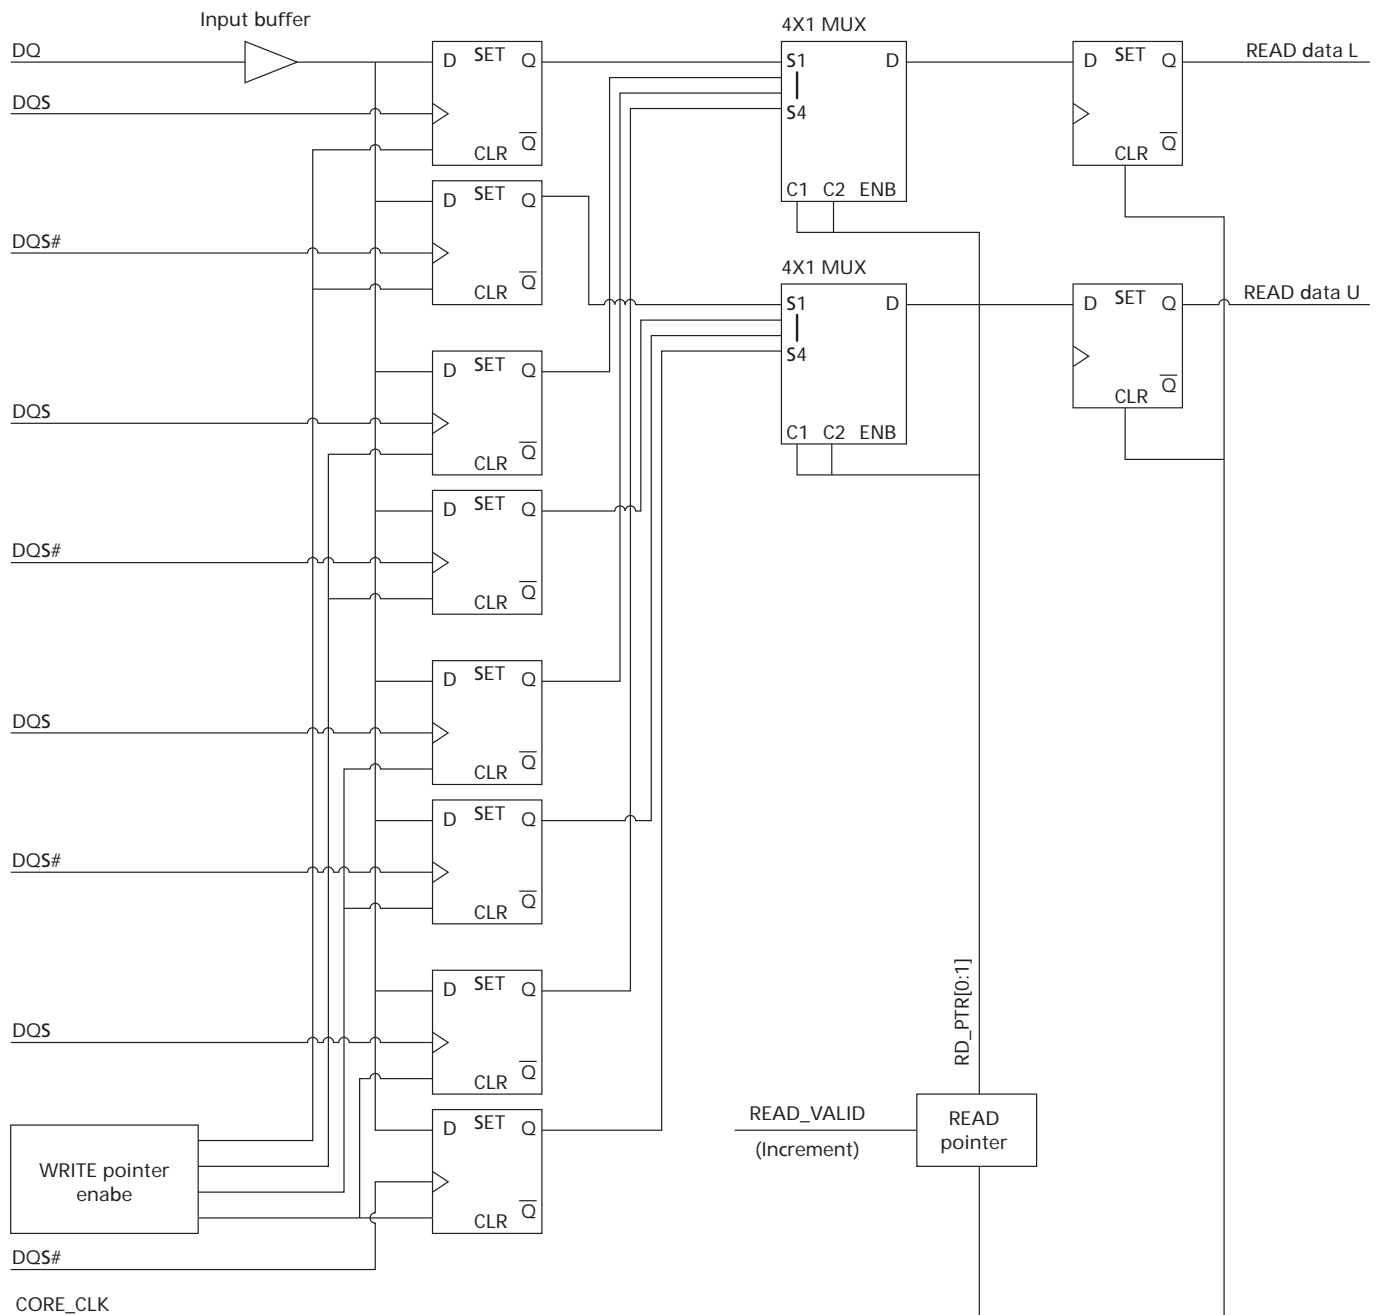 Input buffer
4X1 MUX
DQ
D SET Q
S1 D
D SET Q
READ data L
DQS
S4
Q
Q
CLR
CLR
C1 C2 ENB
D SET Q
DQS#
4X1 MUX
Q
CLR
S1 D
D SET Q
READ data U
S4
D SET Q
Q
CLR
DQS
C1 C2 ENB
Q
CLR
D SET Q
DQS#
Q
CLR
D SET Q
DQS
Q
CLR
D SET Q
DQS#
Q
CLR
RD_PTR[0:1]
D SET Q
DQS
Q
CLR
READ_VALID
(Increment)
READ
pointer
D SET Q
WRITE pointer
enabe
Q
CLR
DQS#
CORE_CLK